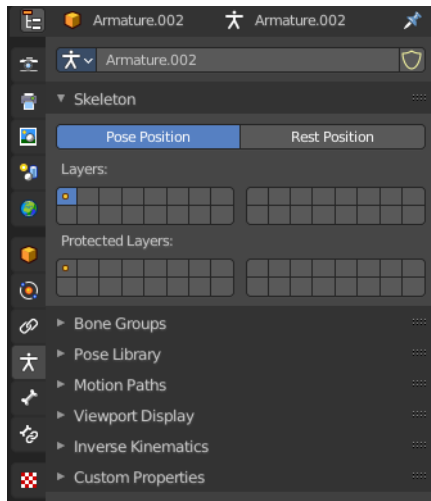 Armature.002 Armature.002
Armature.002
Skeleton
Pose Position Rest Position
Layers:
Protected Layers:
Bone Groups
Pose Library
Motion Paths
Viewport Display
Inverse Kinematics
Custom Properties